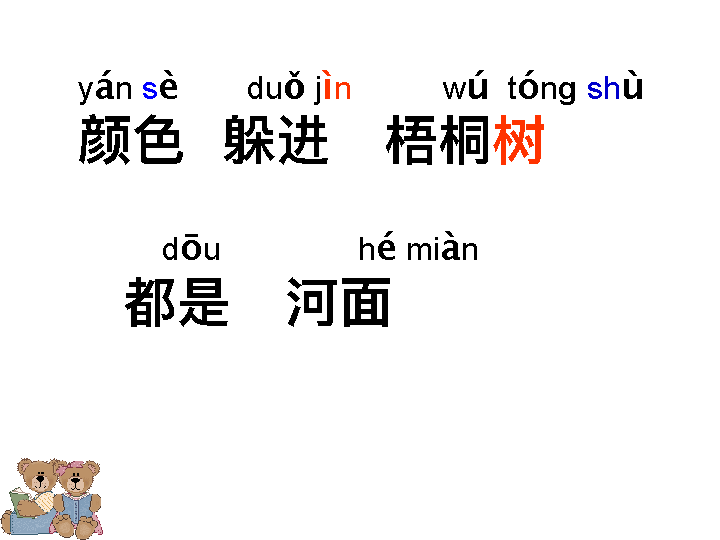 yán sè duǒ jìn wú tóng shù
颜色 躲进 梧桐树
dōu hé miàn
都是 河面